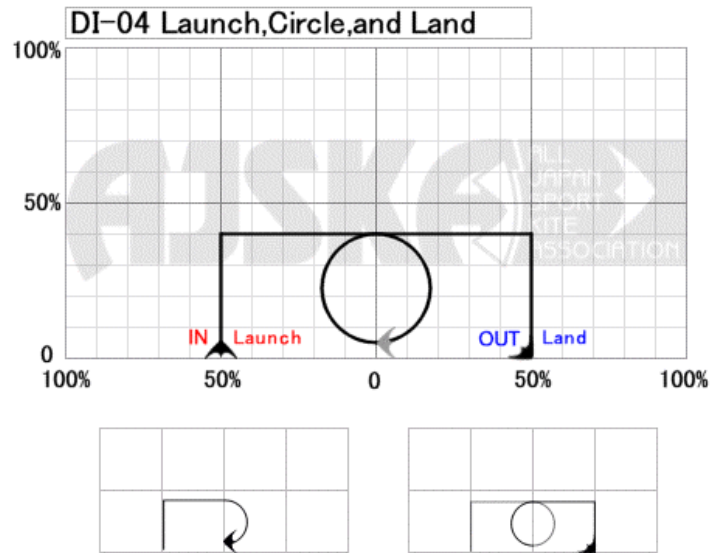 DI-04 Launch,Circle,and Land
100%
AJSKA
ALL
JAPAN
SPORT
KITE
ASSOCIATION
50%
IN Launch
OUT Land
0
100% 50% 0 50% 100%